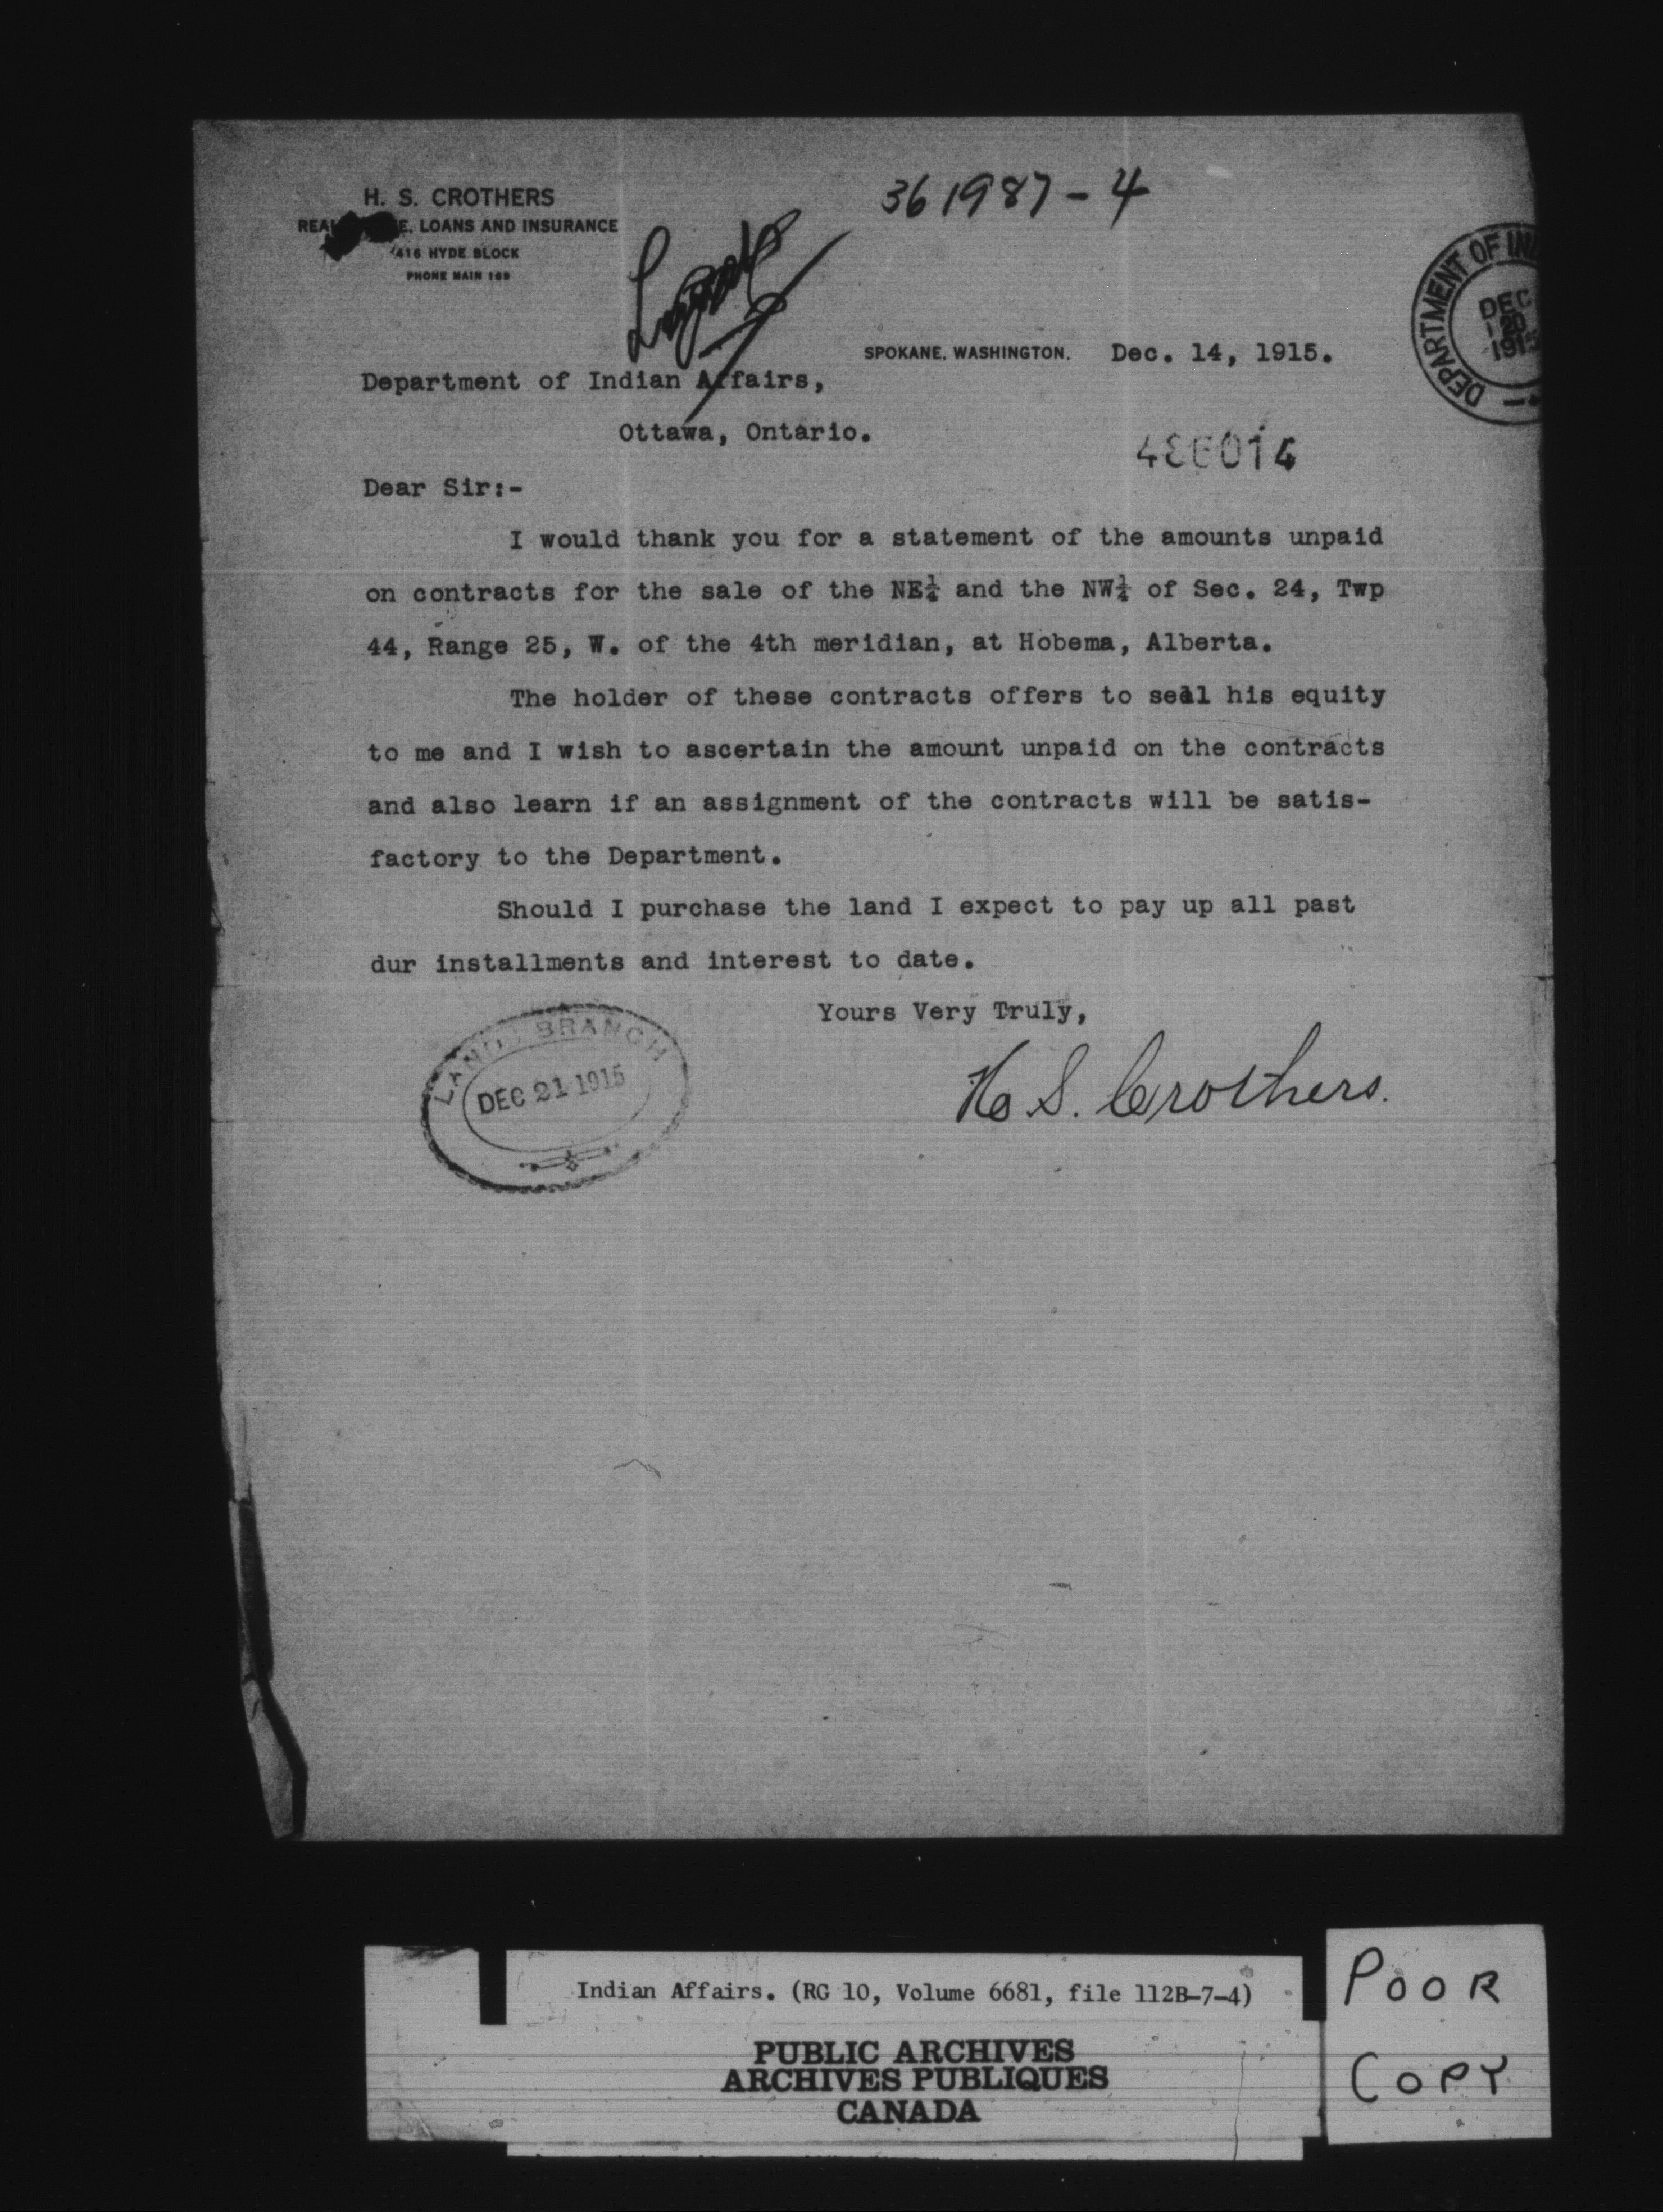 361987-4
H. S. CROTHERS
REAL E. LOANS AND INSURANCE
416 HYDE BLOCK
PHONE MAIN 169
DEPARTMENT OF IN
DEC
20
1915
SPOKANE, WASHINGTON. Dec. 14, 1915.
Department of Indian Affairs,
Ottawa, Ontario.
Dear Sir:-
I would thank you for a statement of the amounts unpaid
on contracts for the sale of the NE¼ and the NW¼ of Sec. 24, Twp
44, Range 25, W. of the 4th meridian, at Hobema, Alberta.
The holder of these contracts offers to sell his equity
to me and I wish to ascertain the amount unpaid on the contracts
and also learn if an assignment of the contracts will be satis-
factory to the Department.
Should I purchase the land I expect to pay up all past
dur installments and interest to date.
Yours Very Truly,
H. S. Crothers.
LANDS BRANCH
DEC 21 1915
Indian Affairs. (RG 10, Volume 6681, file 112B-7-4)
PUBLIC ARCHIVES
ARCHIVES PUBLIQUES
CANADA
POOR
COPY